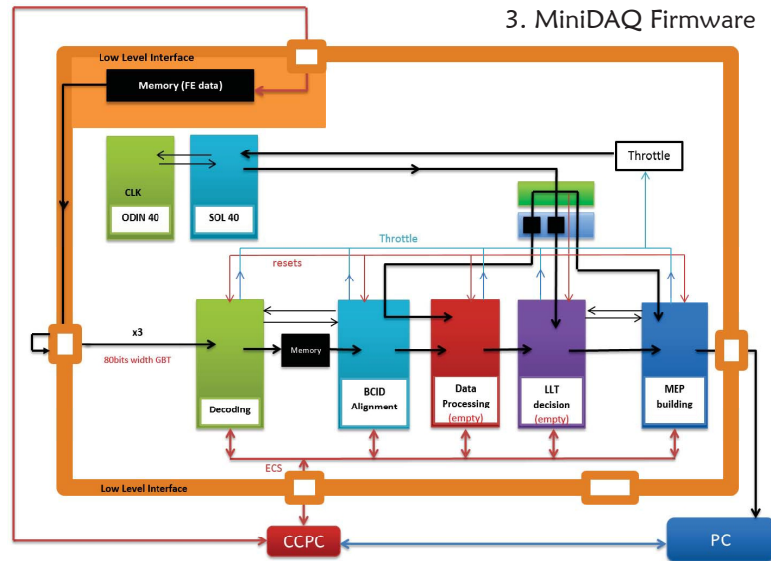 3. MiniDAQ Firmware
Low Level Interface
Memory (FE data)
CLK
ODIN 40
SOL 40
Throttle
Throttle
resets
x3
80bits width GBT
Memory
Decoding
BCID
Alignment
Data
Processing
(empty)
LLT
decision
(empty)
MEP
building
ECS
Low Level Interface
CCPC
PC